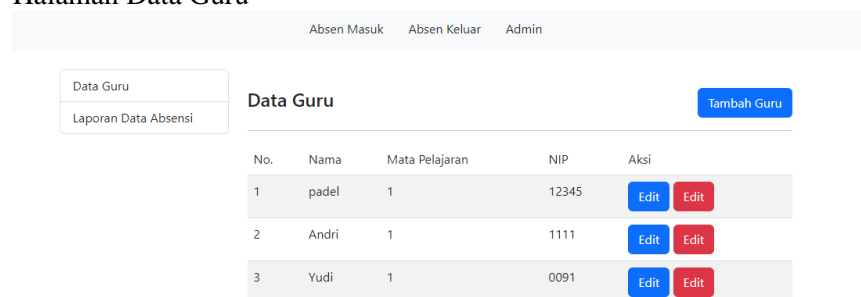 Halaman Data Guru
Absen Masuk Absen Keluar Admin
Data Guru
Laporan Data Absensi
Data Guru
Tambah Guru
No. Nama Mata Pelajaran NIP Aksi
1 padel 1 12345 Edit Edit
2 Andri 1 1111 Edit Edit
3 Yudi 1 0091 Edit Edit